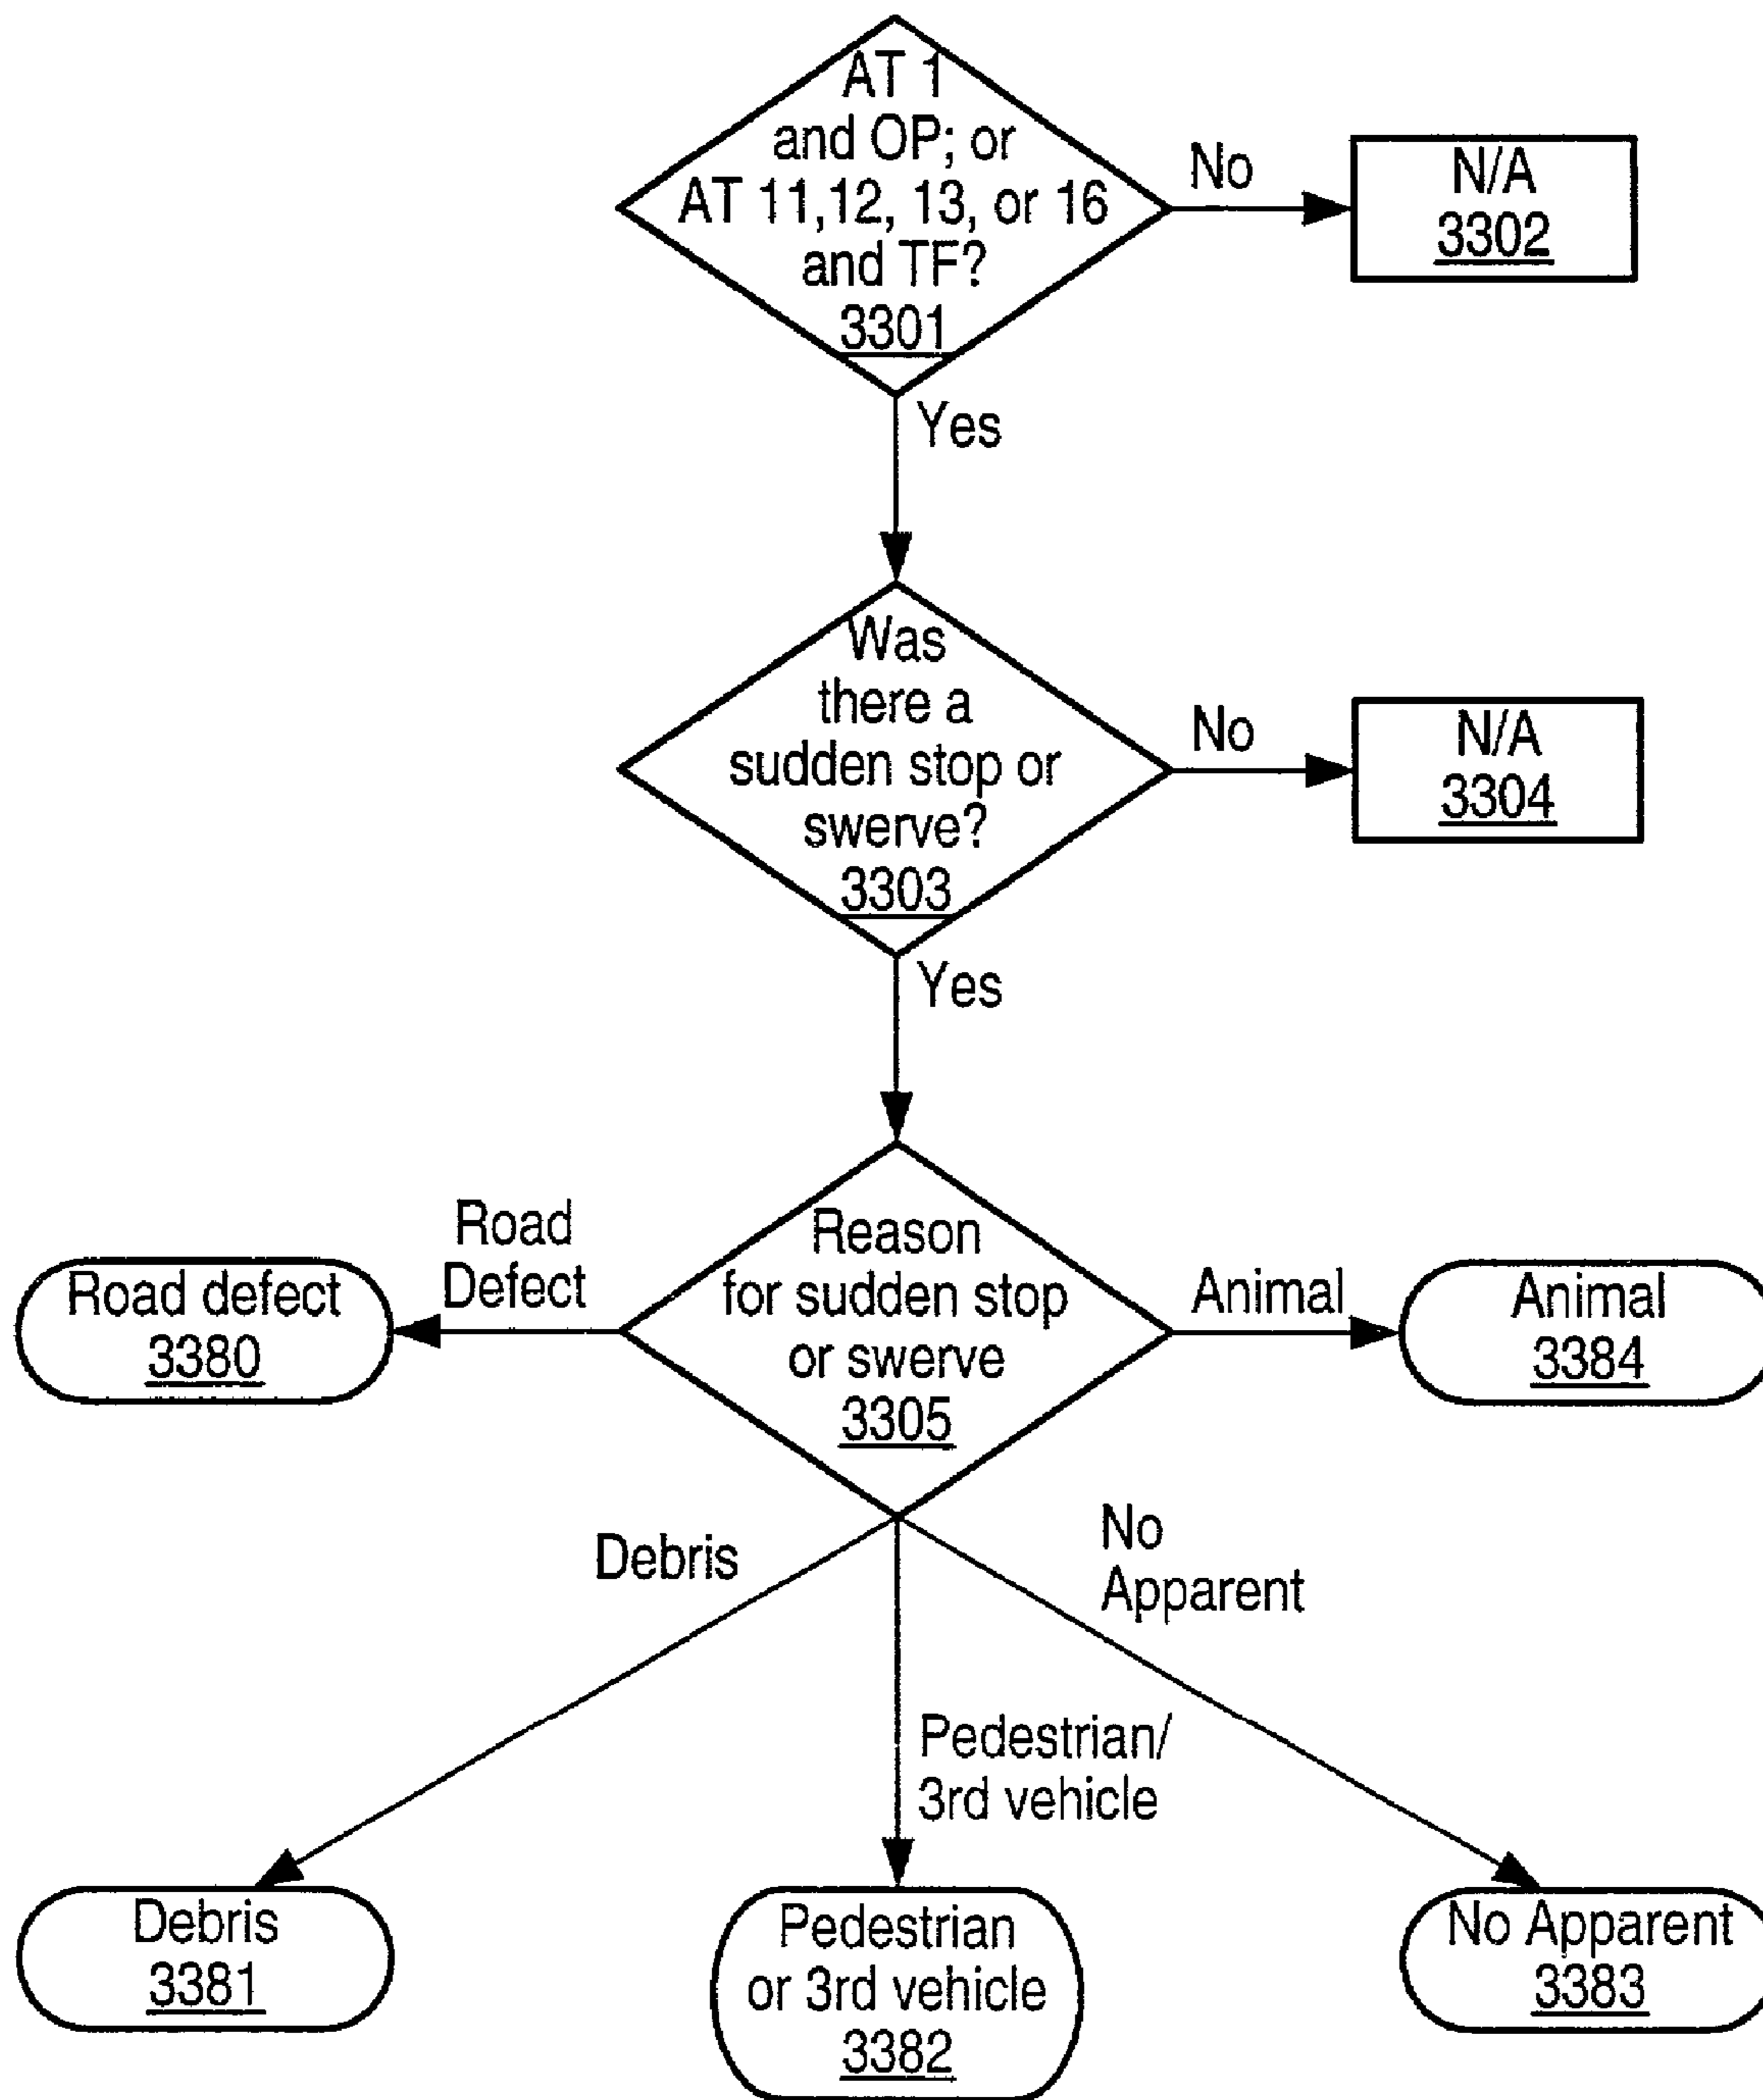 AT 1
and OP; or
AT 11,12, 13, or 16
and TF?
3301
No
N/A
3302
Yes
Was
there a
sudden stop or
swerve?
3303
No
N/A
3304
Yes
Reason
for sudden stop
or swerve
3305
Road
Defect
Road defect
3380
Animal
Animal
3384
Debris
No
Apparent
Pedestrian/
3rd vehicle
Debris
3381
Pedestrian
or 3rd vehicle
3382
No Apparent
3383